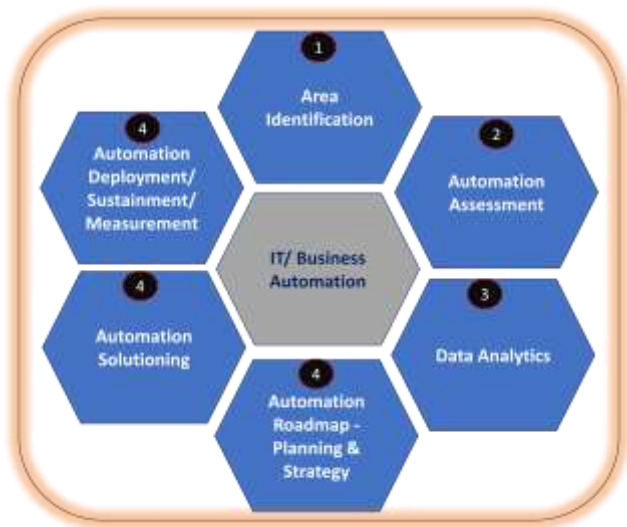 1
Area
Identification
2
Automation
Assessment
3
Data Analytics
4
Automation
Roadmap -
Planning &
Strategy
4
Automation
Solutioning
4
Automation
Deployment/
Sustainment/
Measurement
IT/ Business
Automation